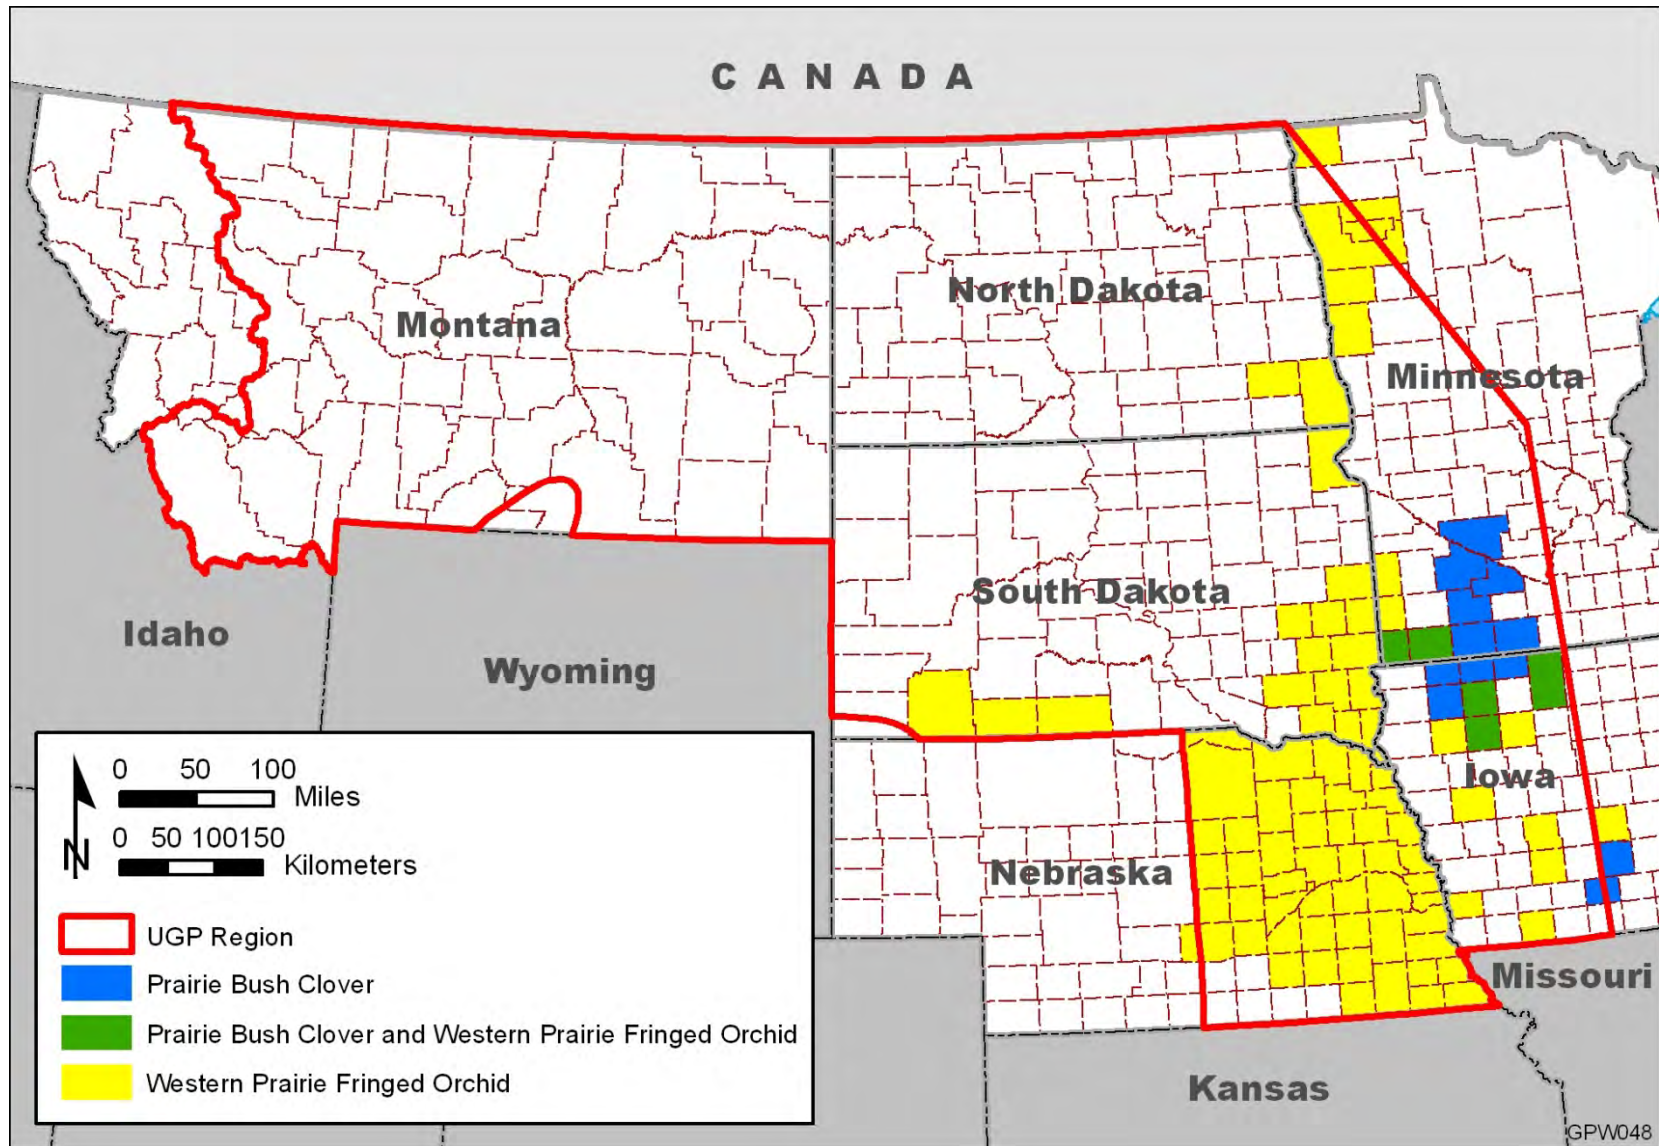 CANADA
North Dakota
Montana
Minnesota
South Dakota
Idaho
Wyoming
Iowa
Nebraska
Missouri
Kansas
0 50 100
Miles
0 50 100 150
Kilometers
N
UGP Region
Prairie Bush Clover
Prairie Bush Clover and Western Prairie Fringed Orchid
Western Prairie Fringed Orchid
GPW048